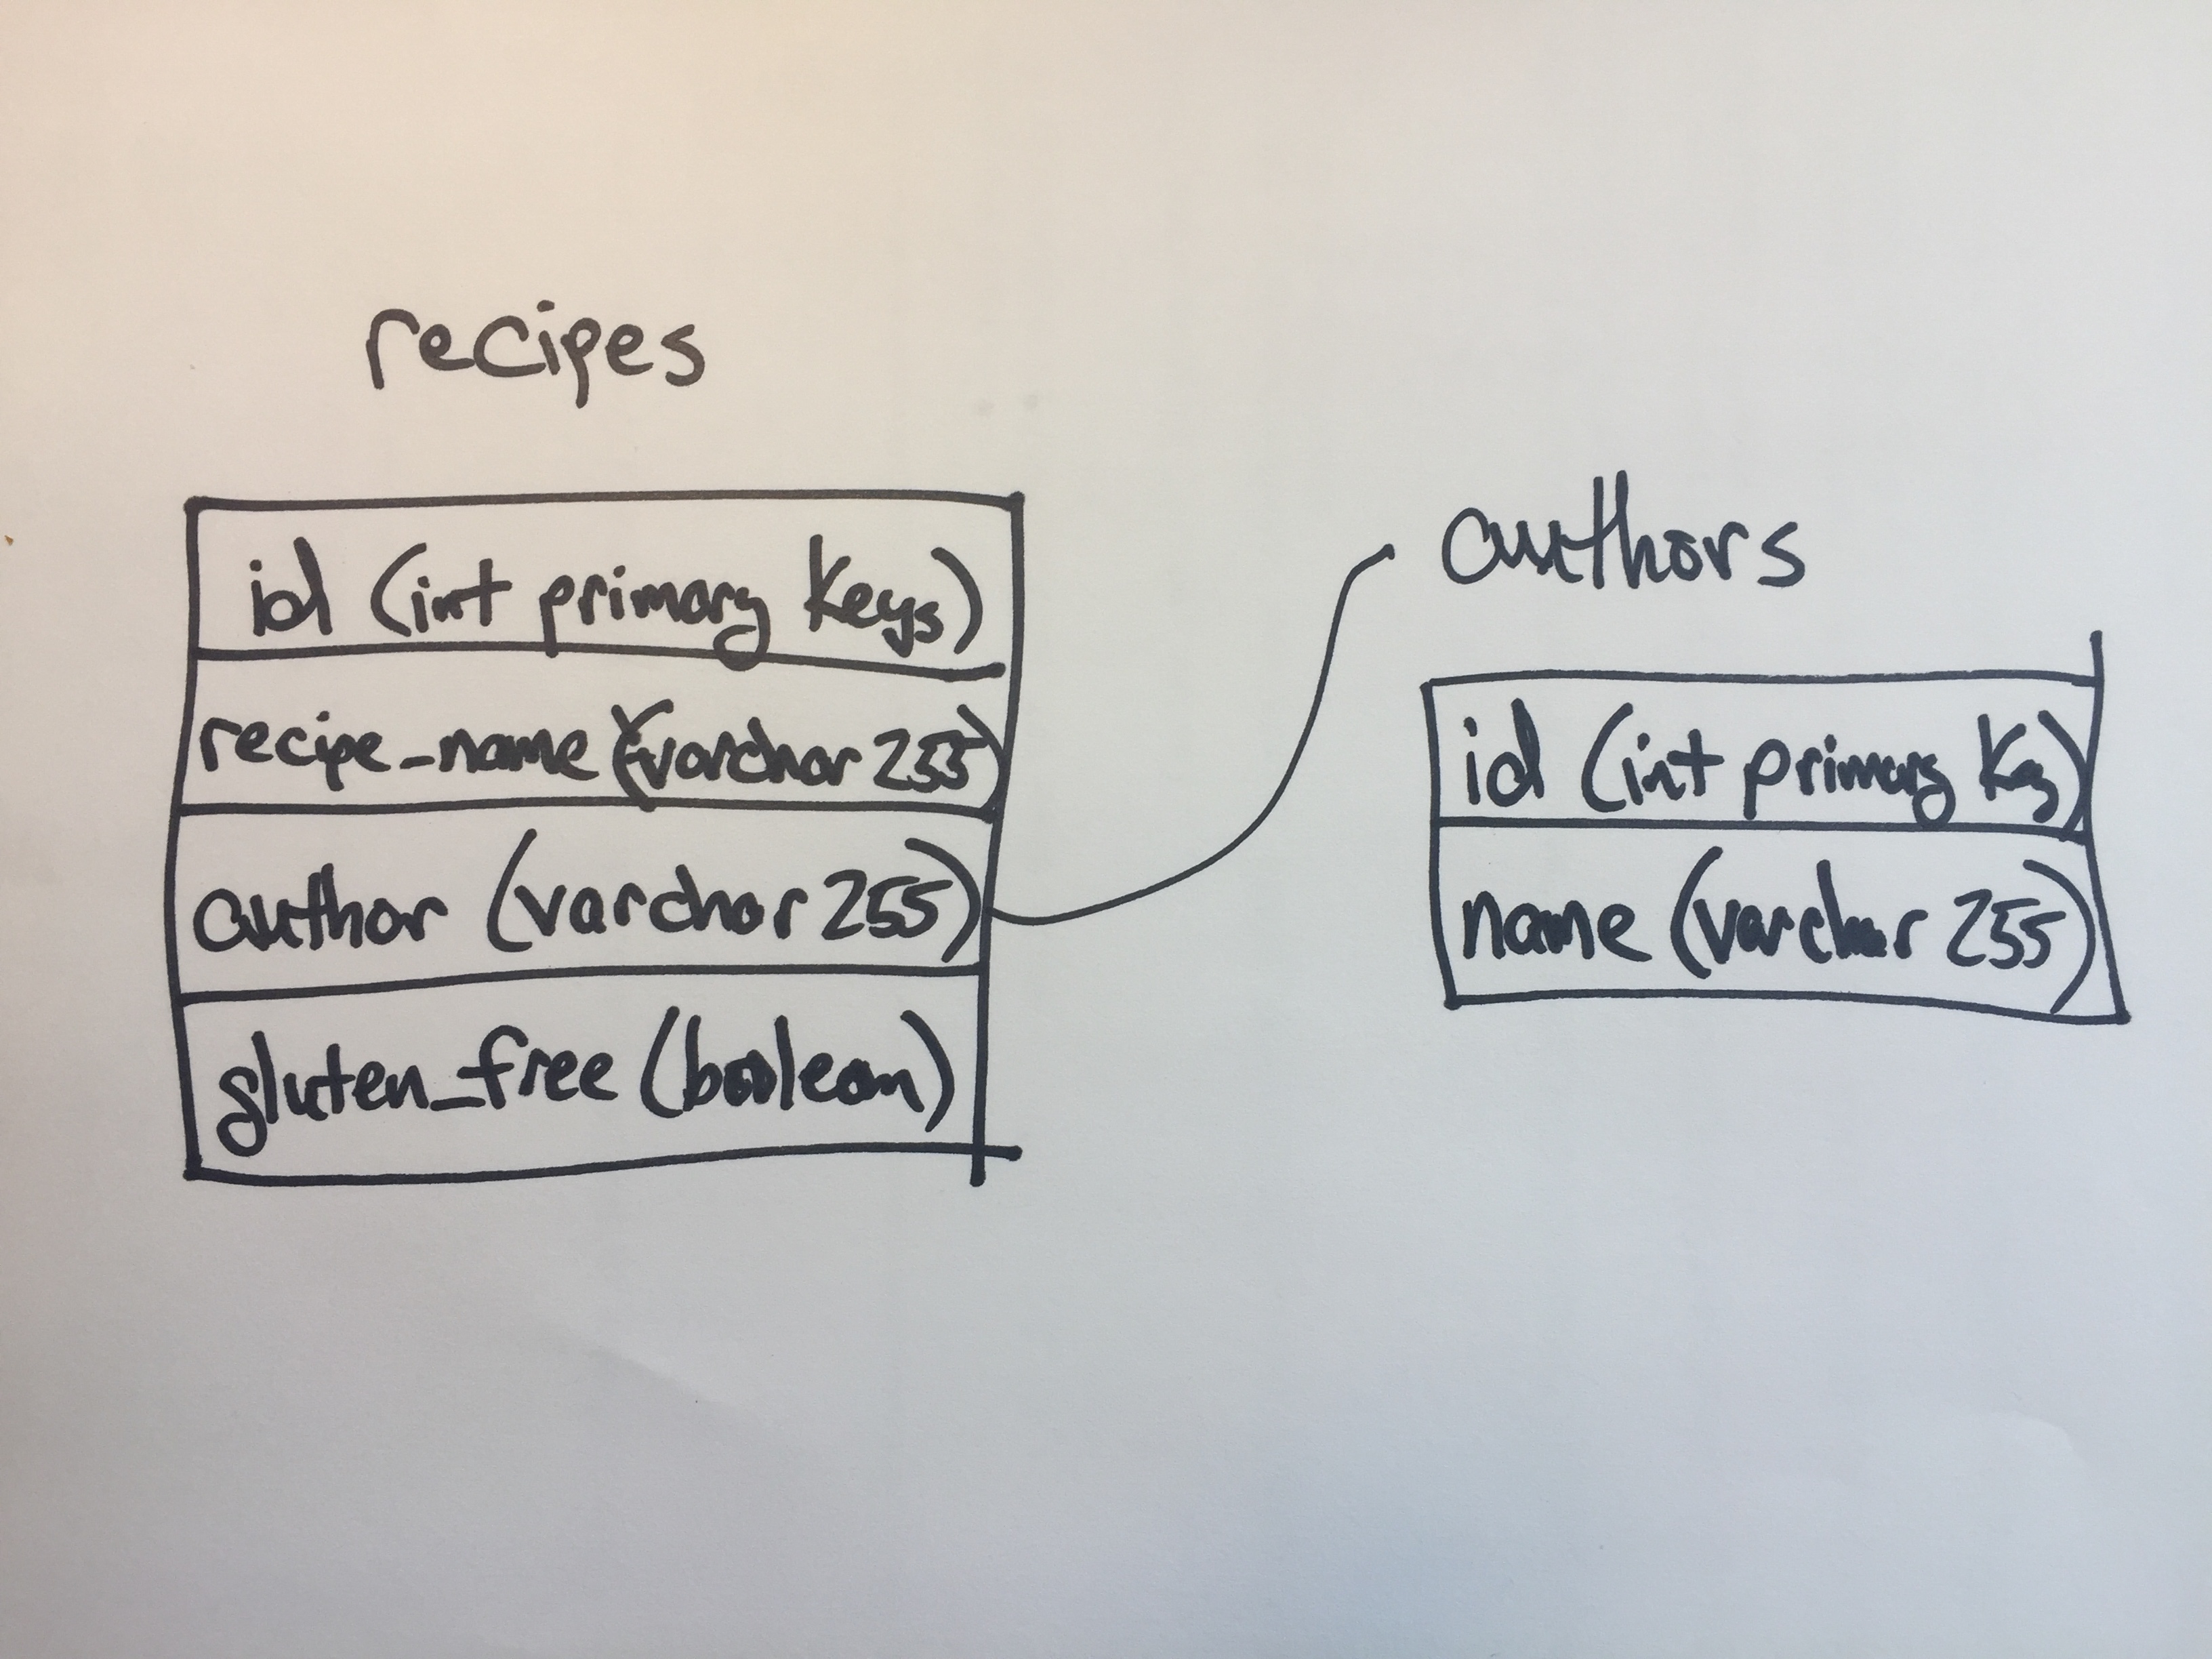 recipes
id (int primary keys)
recipe_name (varchar 255)
author (varchar 255)
gluten_free (boolean)
authors
id (int primary key)
name (varchar 255)